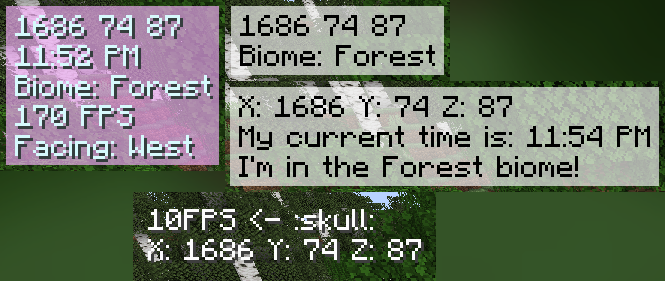 1686 74 87
11:52 PM
Biome: Forest
170 FPS
Facing: West
1686 74 87
Biome: Forest
X: 1686 Y: 74 Z: 87
My current time is: 11:54 PM
I'm in the Forest biome!
10FPS <- :skull:
X: 1686 Y: 74 Z: 87